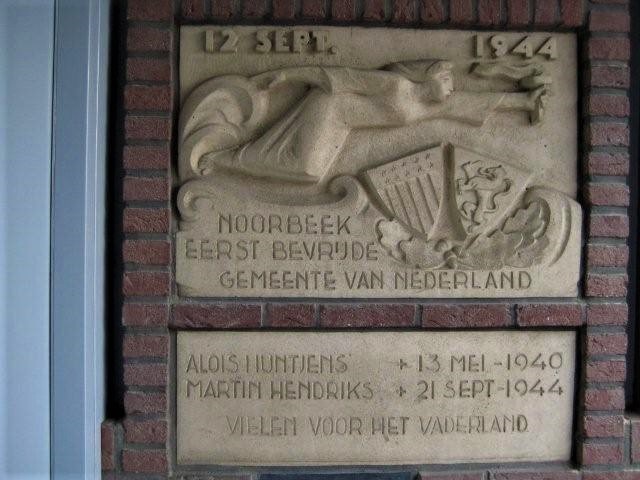 12 SEPT. 1944
NOORBEEK
EERST BEVRIJDE
GEMEENTE VAN NEDERLAND
ALOIS HUNTJENS + 13 MEI - 1940
MARTIN HENDRIKS + 21 SEPT - 1944
VIELEN VOOR HET VADERLAND